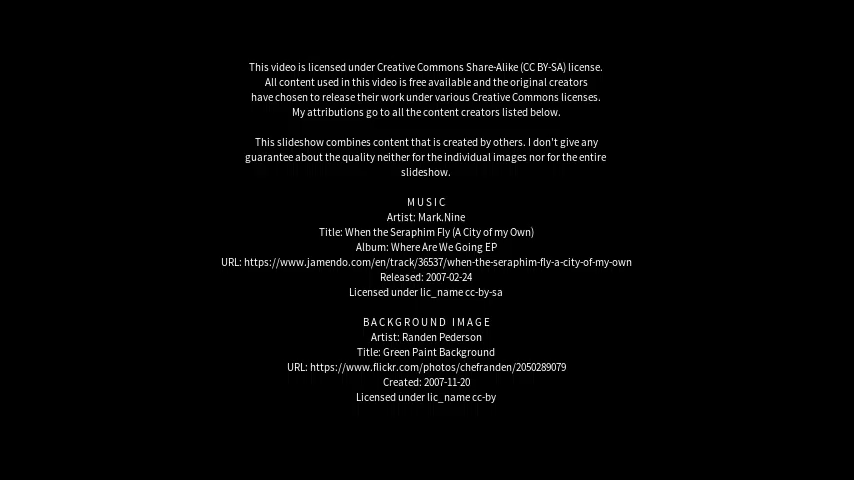 This video is licensed under Creative Commons Share-Alike (CC BY-SA) license.
All content used in this video is free available and the original creators
have chosen to release their work under various Creative Commons licenses.
My attributions go to all the content creators listed below.
This slideshow combines content that is created by others. I don't give any
guarantee about the quality neither for the individual images nor for the entire
slideshow.
M U S I C
Artist: Mark.Nine
Title: When the Seraphim Fly (A City of my Own)
Album: Where Are We Going EP
URL: https://www.jamendo.com/en/track/36537/when-the-seraphim-fly-a-city-of-my-own
Released: 2007-02-24
Licensed under lic_name cc-by-sa
B A C K G R O U N D  I M A G E
Artist: Randen Pederson
Title: Green Paint Background
URL: https://www.flickr.com/photos/chefranden/2050289079
Created: 2007-11-20
Licensed under lic_name cc-by